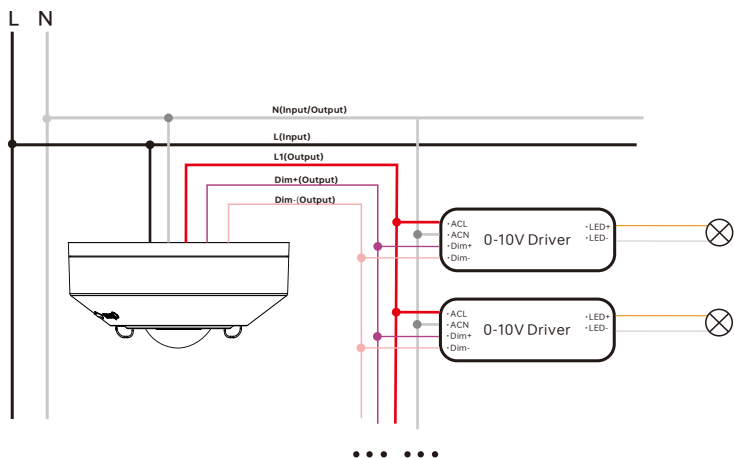 L N
N(Input/Output)
L(Input)
L1(Output)
Dim+(Output)
Dim-(Output)
·ACL
·ACN
·Dim+
·Dim-
0-10V Driver
·LED+
·LED-
·ACL
·ACN
·Dim+
·Dim-
0-10V Driver
·LED+
·LED-